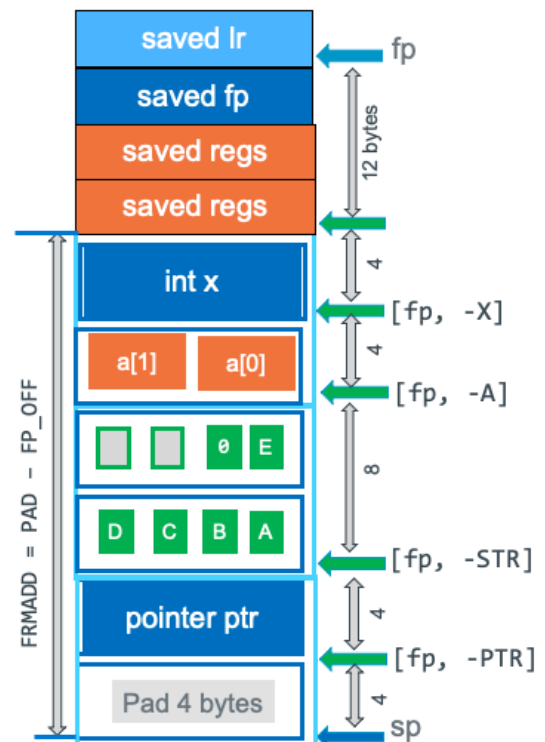 saved lr
fp
saved fp
saved regs
12 bytes
saved regs
4
int x
[fp, -X]
4
a[1] a[0]
[fp, -A]
0 E
8
D C B A
[fp, -STR]
pointer ptr
4
[fp, -PTR]
Pad 4 bytes
4
sp
FRMADD = PAD - FP_OFF